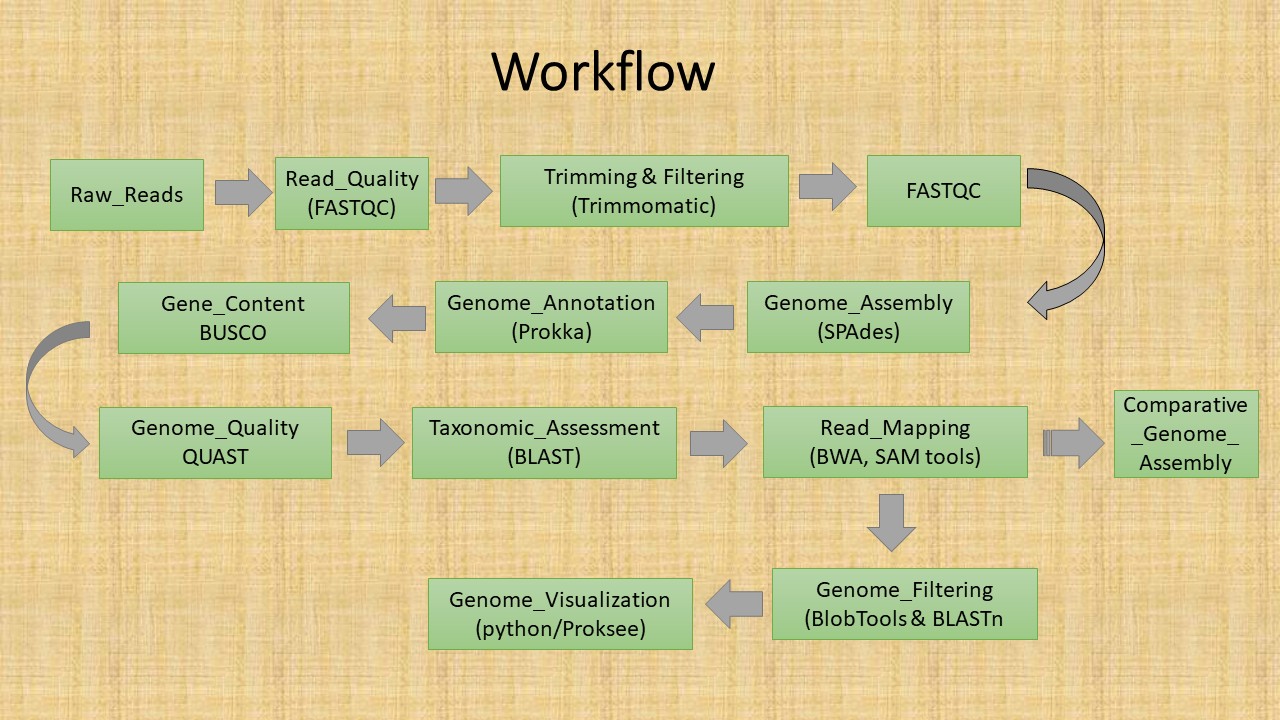 Workflow
Raw_Reads
Read_Quality
(FASTQC)
Trimming & Filtering
(Trimmomatic)
FASTQC
Genome_Assembly
(SPAdes)
Genome_Annotation
(Prokka)
Gene_Content
BUSCO
Genome_Quality
QUAST
Taxonomic_Assessment
(BLAST)
Read_Mapping
(BWA, SAM tools)
Comparative
_Genome_
Assembly
Genome_Filtering
(BlobTools & BLASTn
Genome_Visualization
(python/Proksee)